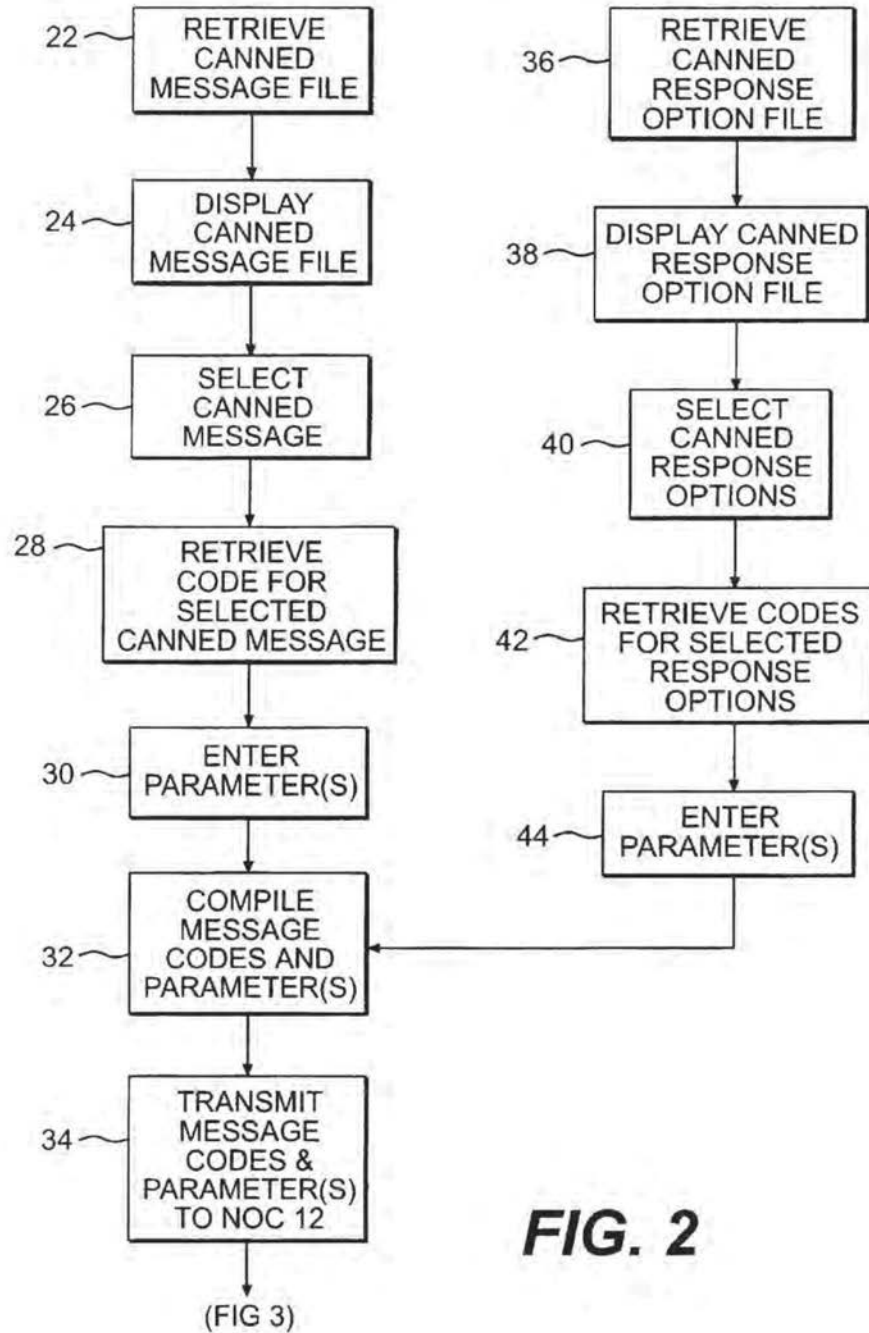 22
RETRIEVE
CANNED
MESSAGE FILE
24
DISPLAY
CANNED
MESSAGE FILE
26
SELECT
CANNED
MESSAGE
28
RETRIEVE
CODE FOR
SELECTED
CANNED MESSAGE
30
ENTER
PARAMETER(S)
32
COMPILE
MESSAGE
CODES AND
PARAMETER(S)
34
TRANSMIT
MESSAGE
CODES &
PARAMETER(S)
TO NOC 12
(FIG 3)
36
RETRIEVE
CANNED
RESPONSE
OPTION FILE
38
DISPLAY CANNED
RESPONSE
OPTION FILE
40
SELECT
CANNED
RESPONSE
OPTIONS
42
RETRIEVE CODES
FOR SELECTED
RESPONSE
OPTIONS
44
ENTER
PARAMETER(S)
FIG. 2